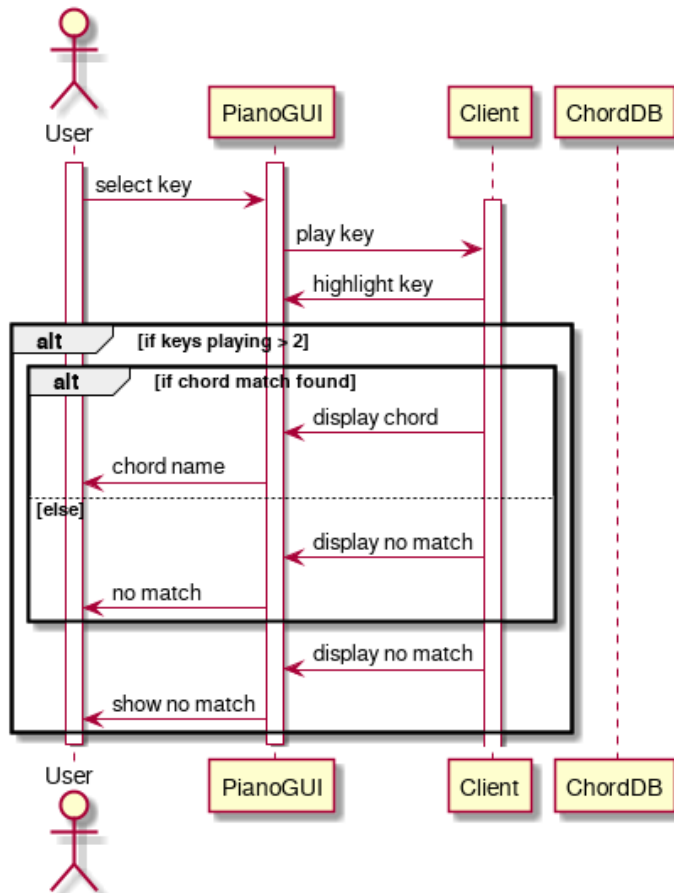 User
PianoGUI
Client
ChordDB
select key
play key
highlight key
alt
[if keys playing > 2]
alt
[if chord match found]
display chord
chord name
[else]
display no match
no match
display no match
show no match
User
PianoGUI
Client
ChordDB